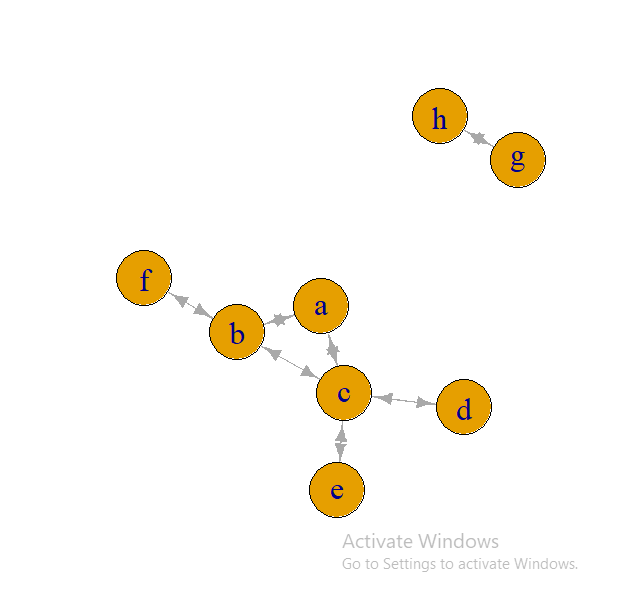 h
g
f
a
b
c
d
e
Activate Windows
Go to Settings to activate Windows.